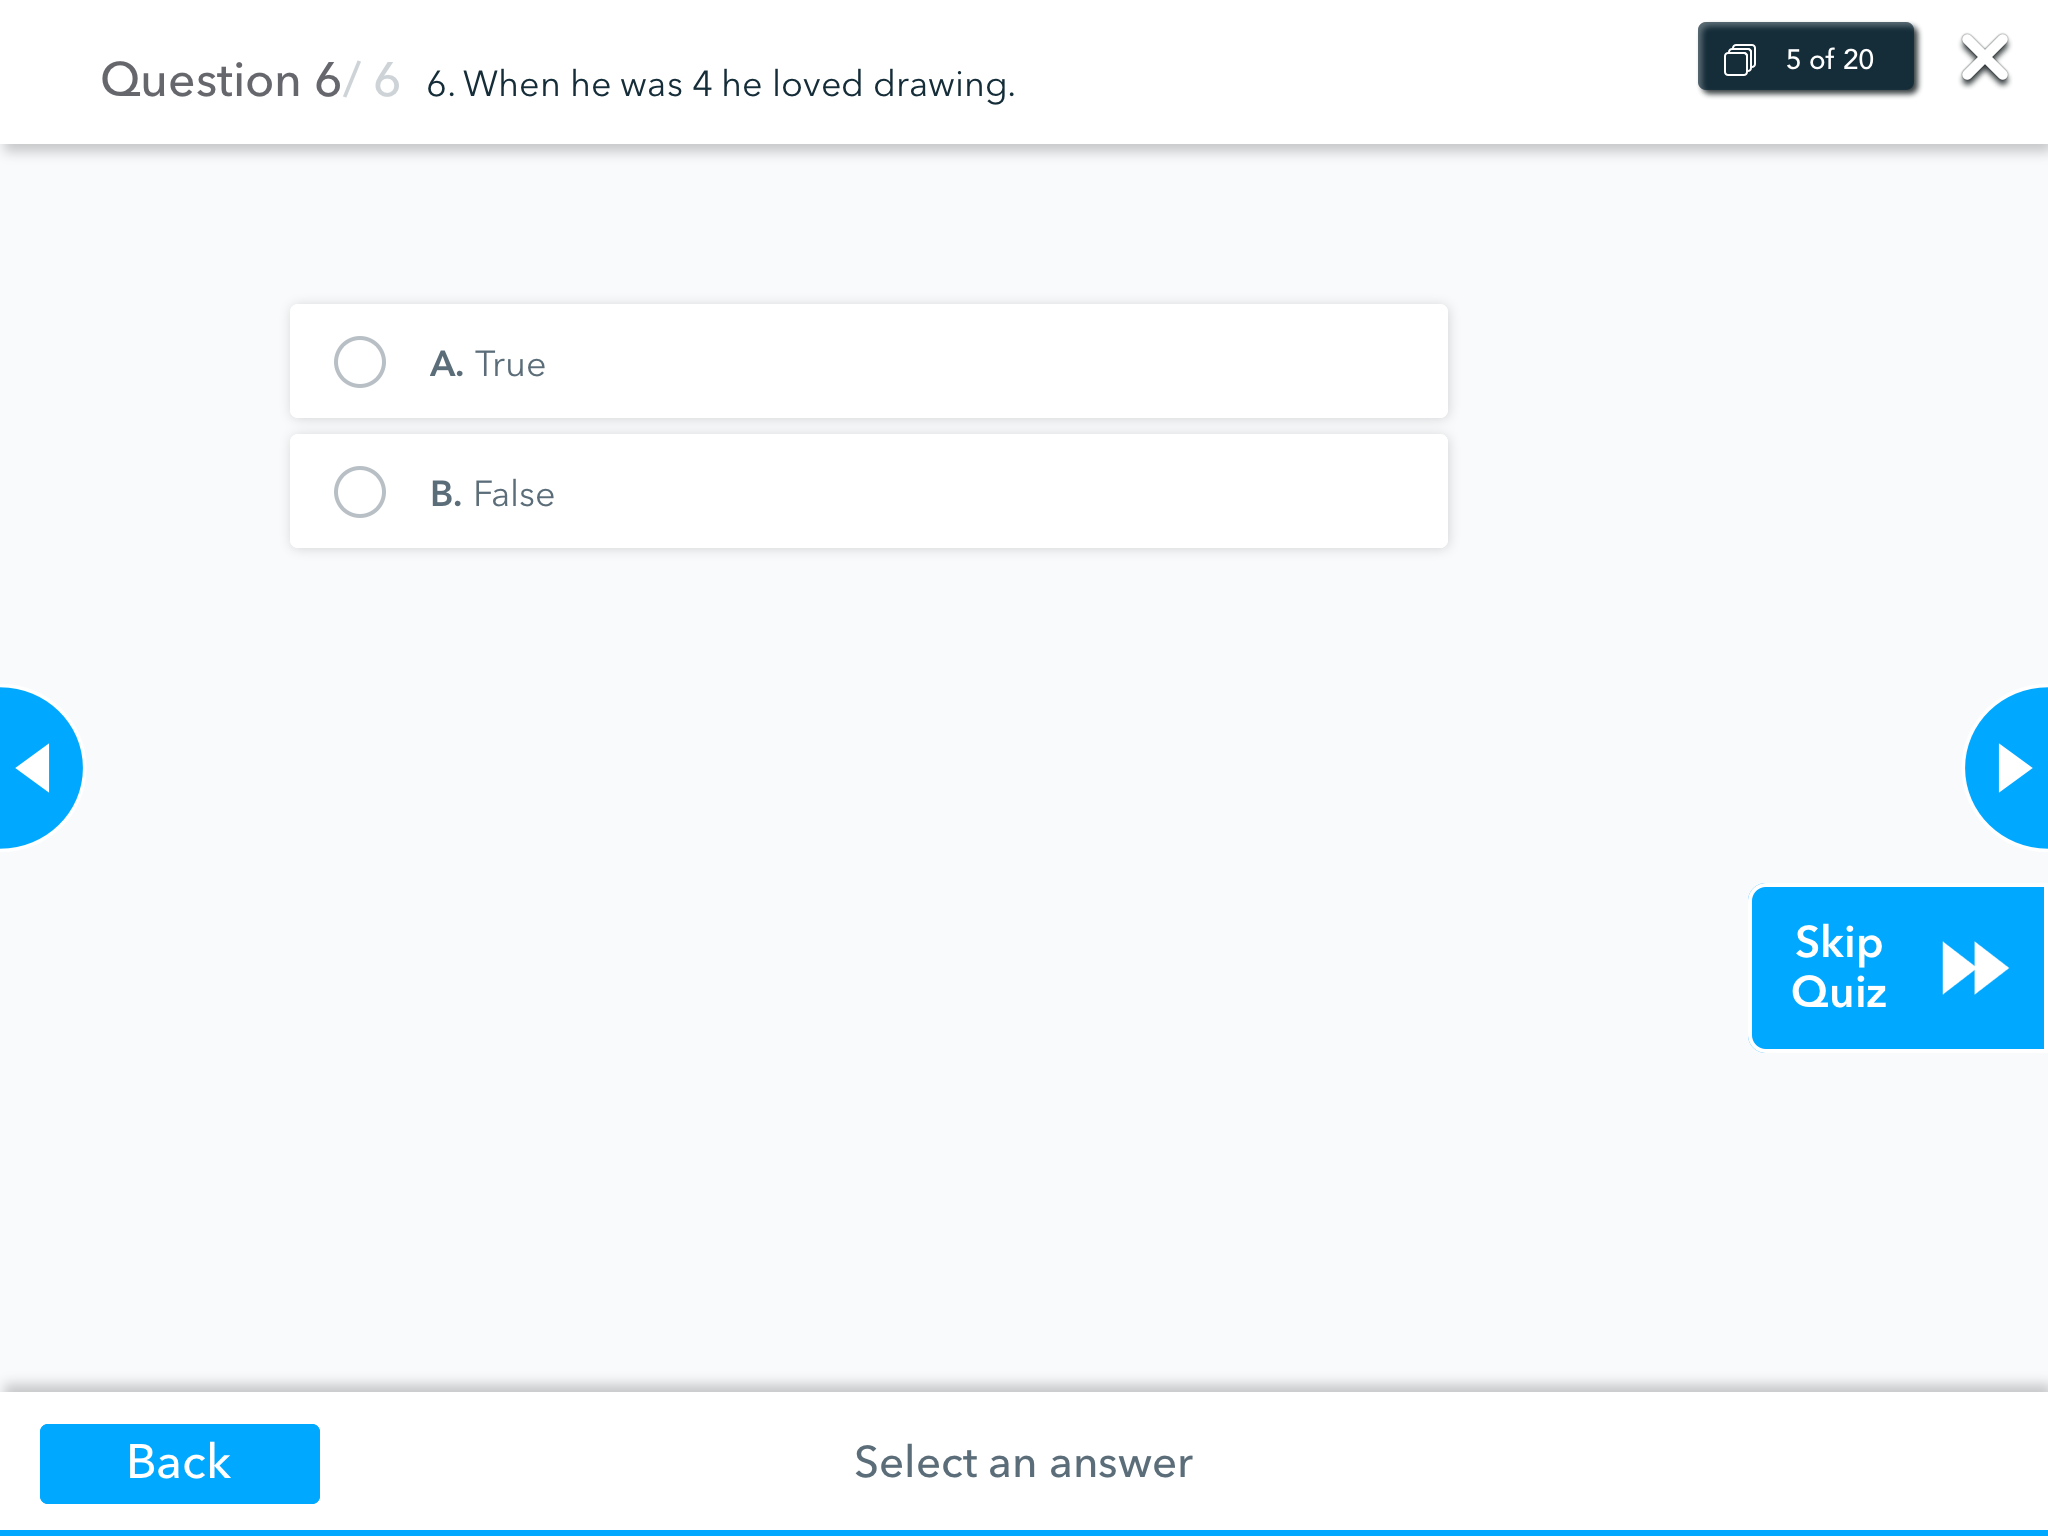 Question 6/ 6 6. When he was 4 he loved drawing.
5 of 20
A. True
B. False
Skip
Quiz
Back
Select an answer